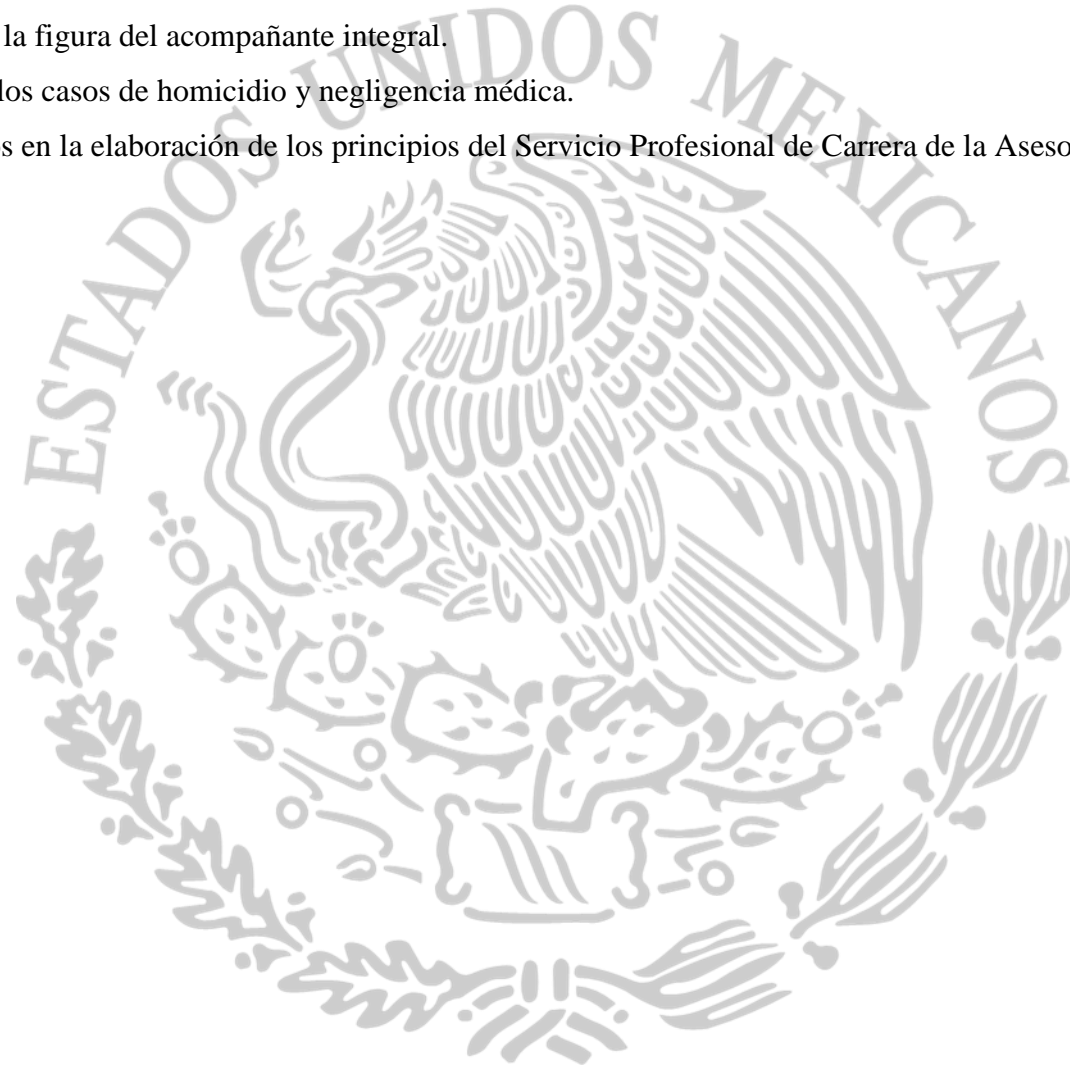 la figura del acompañante integral.
los casos de homicidio y negligencia médica.
s en la elaboración de los principios del Servicio Profesional de Carrera de la Aseso
ESTADOS UNIDOS MEXICANOS